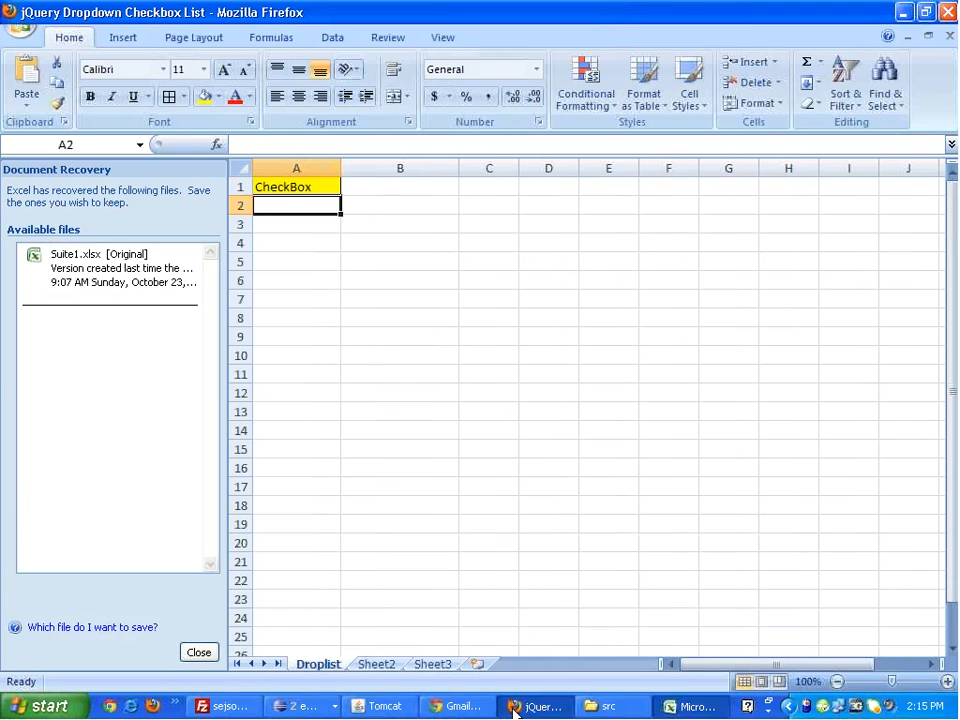 jQuery Dropdown Checkbox List - Mozilla Firefox
Home Insert Page Layout Formulas Data Review View
Paste
Calibri 11
General
Conditional Formatting
Format as Table
Cell Styles
Insert
Delete
Format
Sort & Filter
Find & Select
Clipboard Font Alignment Number Styles Cells Editing
A2 fx
Document Recovery
Excel has recovered the following files. Save
the ones you wish to keep.
Available files
Suite1.xlsx [Original]
Version created last time the ...
9:07 AM Sunday, October 23,...
Which file do I want to save?
Close
A B C D E F G H I J
1 CheckBox
2
3
4
5
6
7
8
9
10
11
12
13
14
15
16
17
18
19
20
21
22
23
24
25
26
Droplist Sheet2 Sheet3
Ready 100%
start sejso... 2 e... Tomcat Gmail... jQuer... src Micro... 2:15 PM